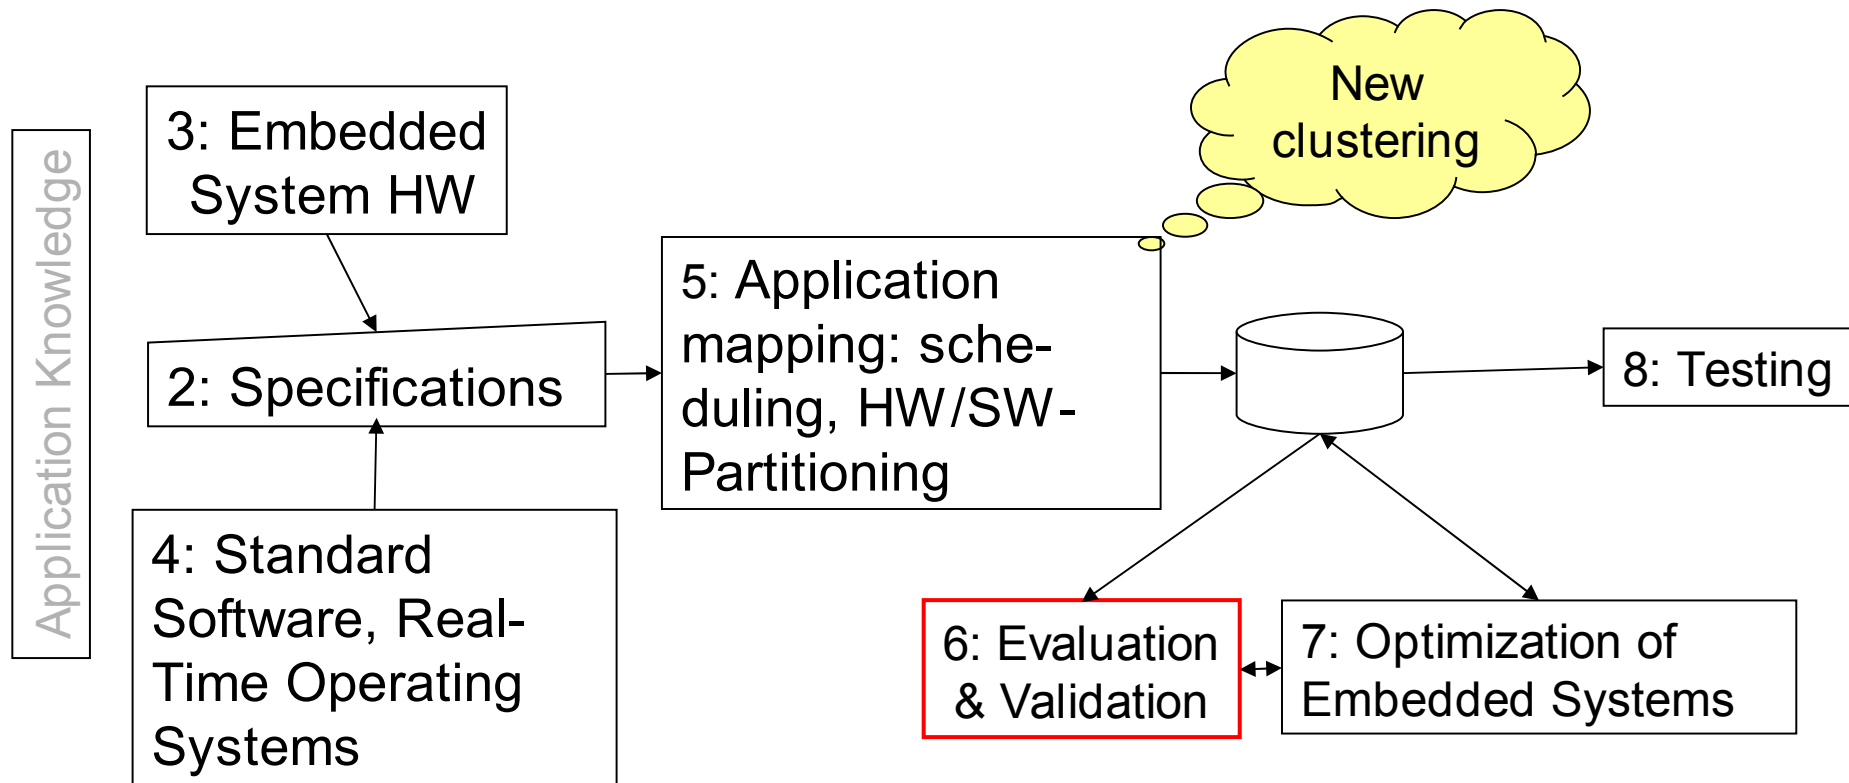 Application Knowledge
3: Embedded
System HW
2: Specifications
4: Standard
Software, Real-
Time Operating
Systems
5: Application
mapping: sche-
duling, HW/SW-
Partitioning
New
clustering
8: Testing
6: Evaluation
& Validation
7: Optimization of
Embedded Systems